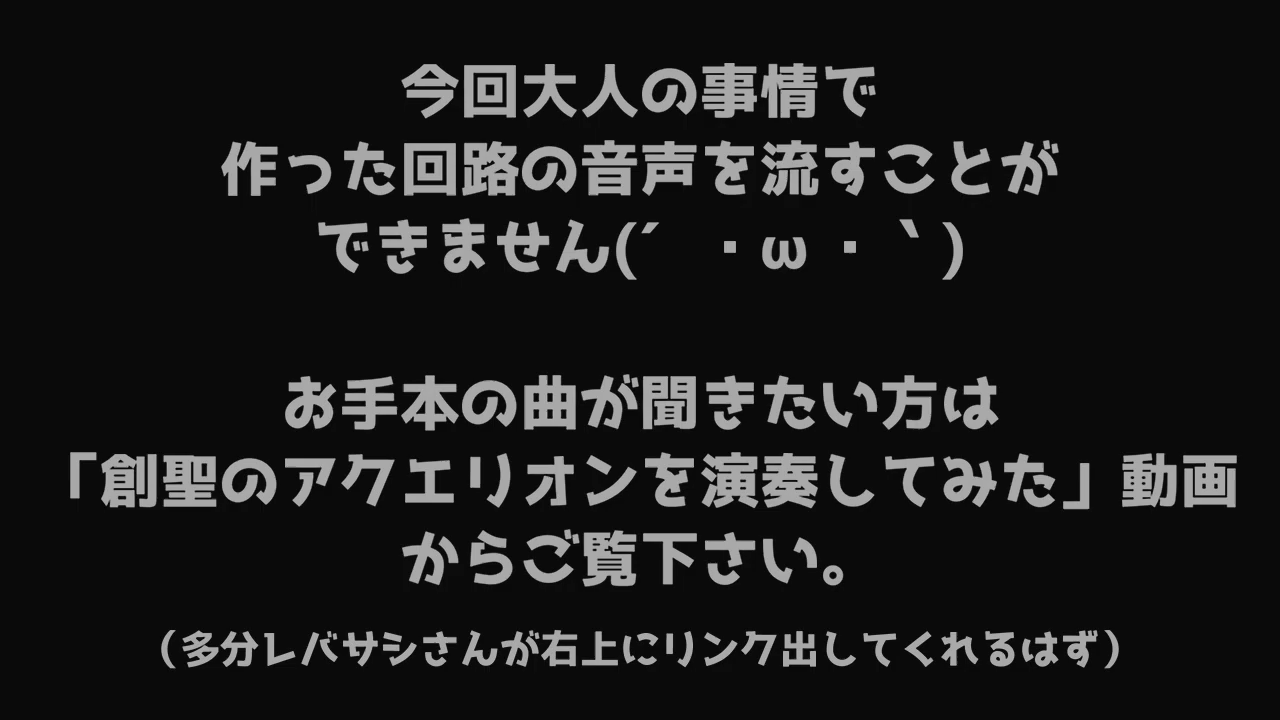 今回大人の事情で
作った回路の音声を流すことが
できません(´ ・ω・｀)
お手本の曲が聞きたい方は
「創聖のアクエリオンを演奏してみた」動画
からご覧下さい。
（多分レバサシさんが右上にリンク出してくれるはず）